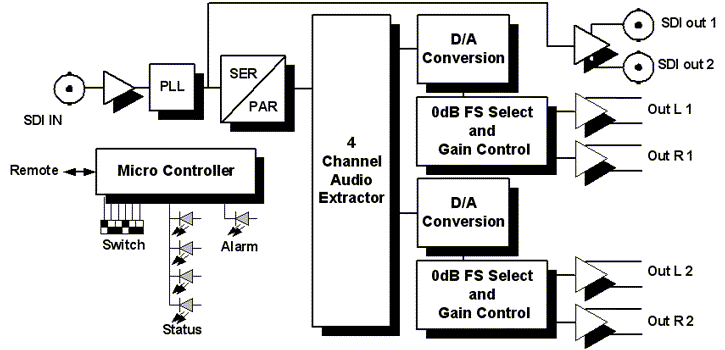 SDI IN
PLL
SER
PAR
4
Channel
Audio
Extractor
D/A
Conversion
0dB FS Select
and
Gain Control
D/A
Conversion
0dB FS Select
and
Gain Control
SDI out 1
SDI out 2
Out L 1
Out R 1
Out L 2
Out R 2
Remote
Micro Controller
Switch
Status
Alarm